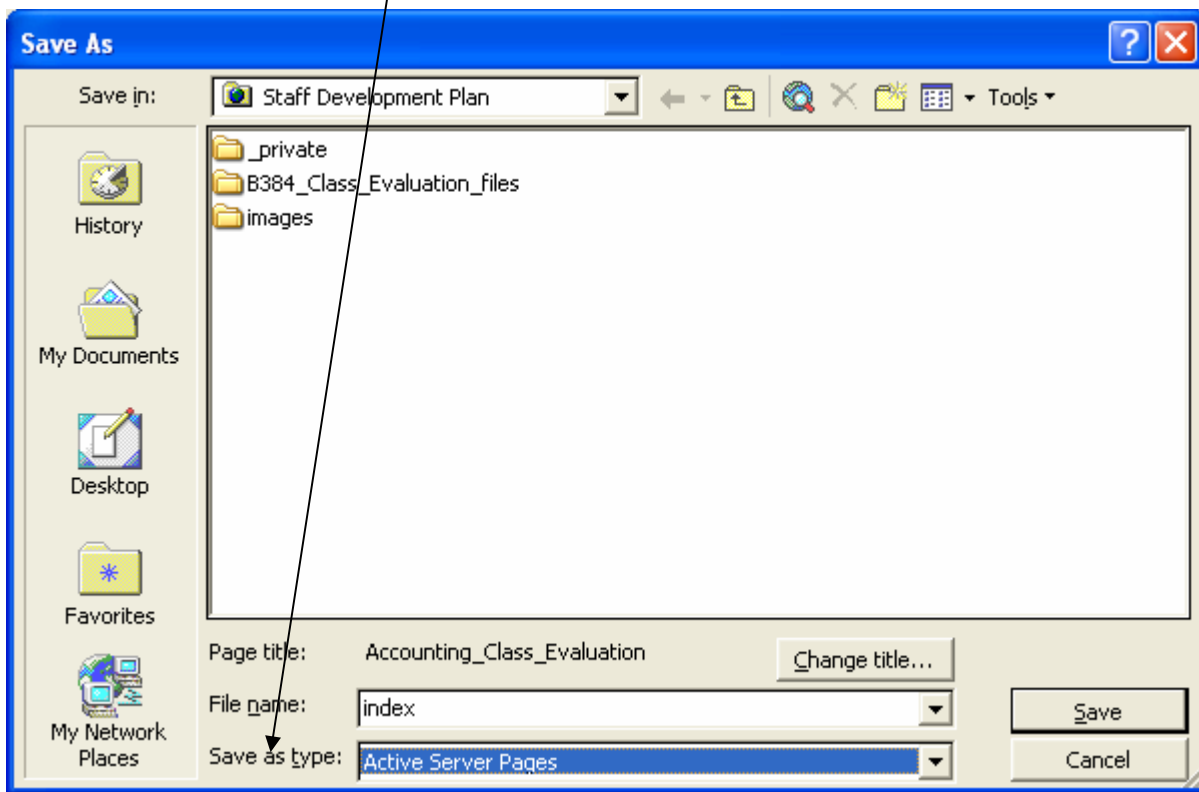 Save As
Save in:
Staff Development Plan
Tools
_private
B384_Class_Evaluation_files
images
History
My Documents
Desktop
Favorites
My Network
Places
Page title:
Accounting_Class_Evaluation
Change title...
File name:
index
Save
Save as type:
Active Server Pages
Cancel